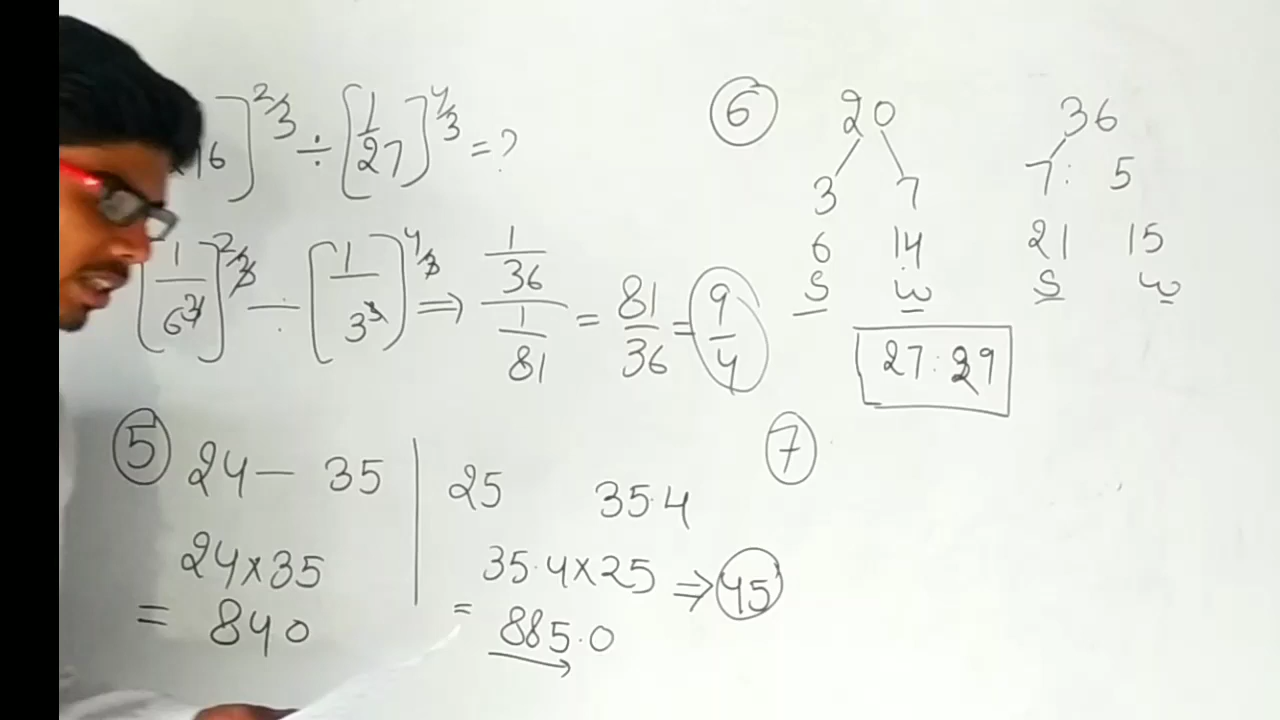 16]^{2/3} ÷ [1/27]^{4/3} = ?
[1/6^3]^{2/3} ÷ [1/3^3]^{4/3} ⇒ (1/36)/(1/81) = 81/36 = 9/4
5
24 — 35
24×35
= 840
25 35.4
35.4×25
= 885.0
⇒ 45
6
20
3 7
6 14
S W
36
7 : 5
21 15
S W
27:29
7